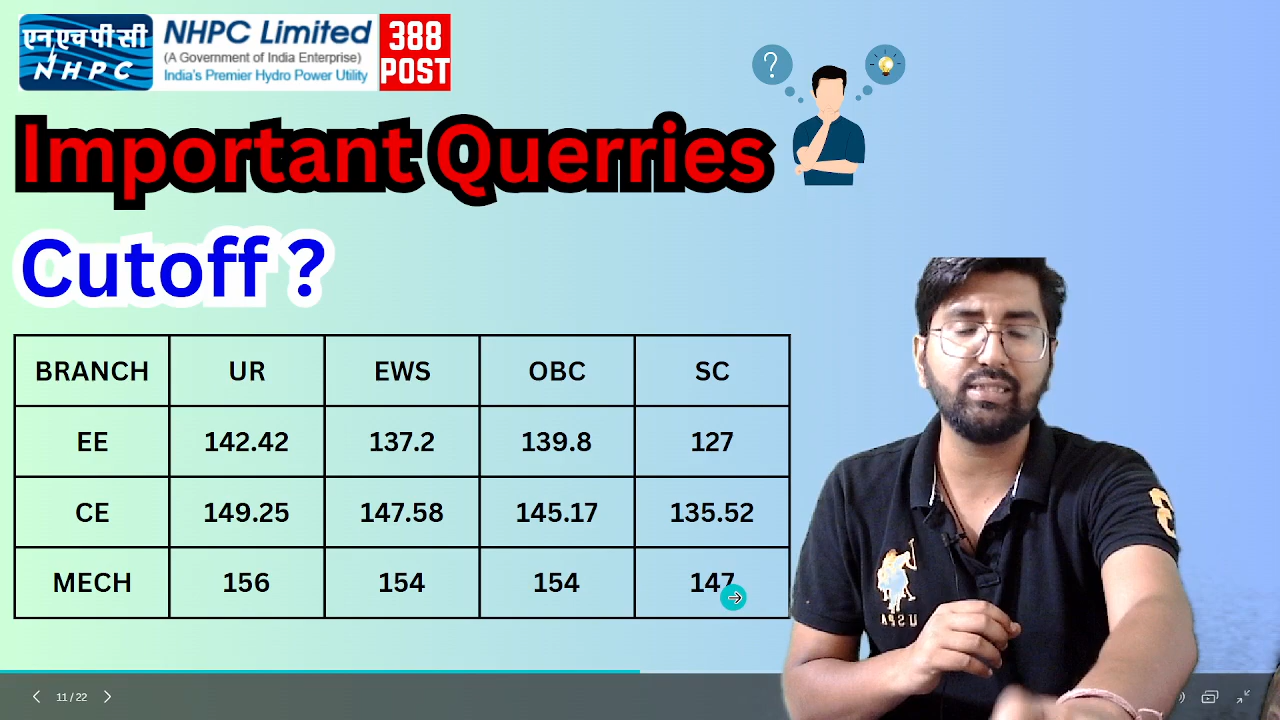 एन एच पी सी
NHPC
NHPC Limited
(A Government of India Enterprise)
India's Premier Hydro Power Utility
388
POST
?
Important Querries
Cutoff ?
BRANCH UR EWS OBC SC
EE 142.42 137.2 139.8 127
CE 149.25 147.58 145.17 135.52
MECH 156 154 154 147
USPA
11 / 22